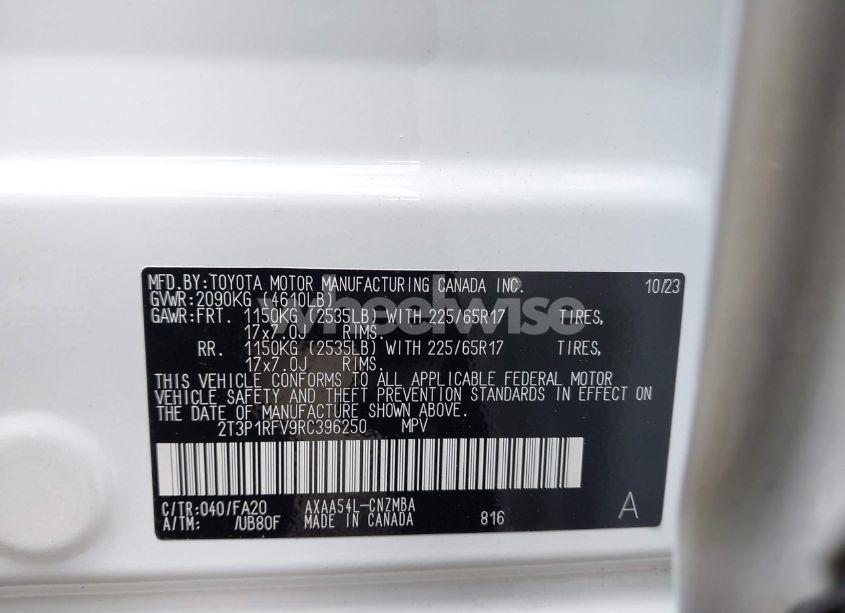 MFD.BY:TOYOTA MOTOR MANUFACTURING CANADA INC. 10/23
GVWR:2090KG (4610LB)
GAWR:FRT. 1150KG (2535LB) WITH 225/65R17 TIRES,
17x7.0J RIMS.
RR. 1150KG (2535LB) WITH 225/65R17 TIRES,
17x7.0J RIMS.
THIS VEHICLE CONFORMS TO ALL APPLICABLE FEDERAL MOTOR
VEHICLE SAFETY AND THEFT PREVENTION STANDARDS IN EFFECT ON
THE DATE OF MANUFACTURE SHOWN ABOVE.
2T3P1RFV9RC396250 MPV
C/TR:040/FA20 AXAA54L-CNZMBA
A/TM: /UB80F MADE IN CANADA 816 A
wheelwise